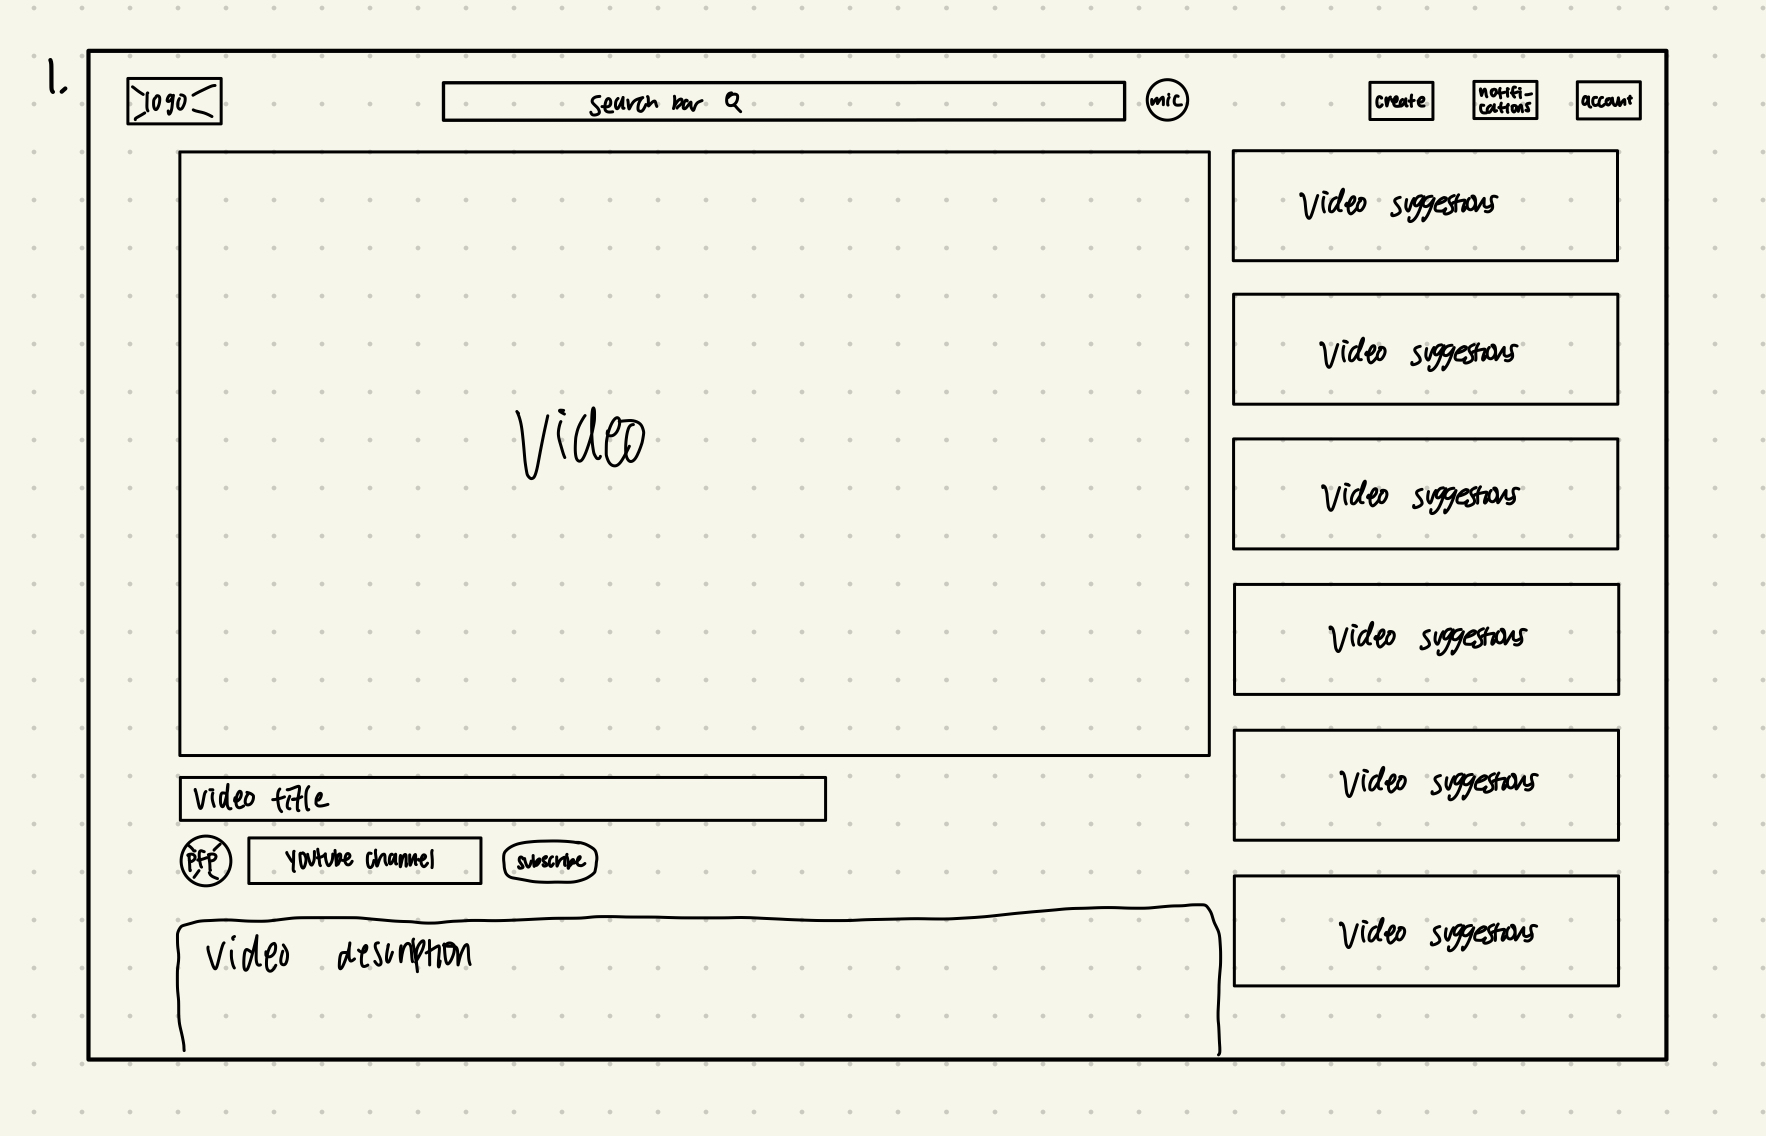 1.
logo
search bar
mic
create
notifi-
cations
account
Video
Video suggestions
Video suggestions
Video suggestions
Video suggestions
Video suggestions
Video suggestions
video title
pfp
youtube channel
subscribe
video description